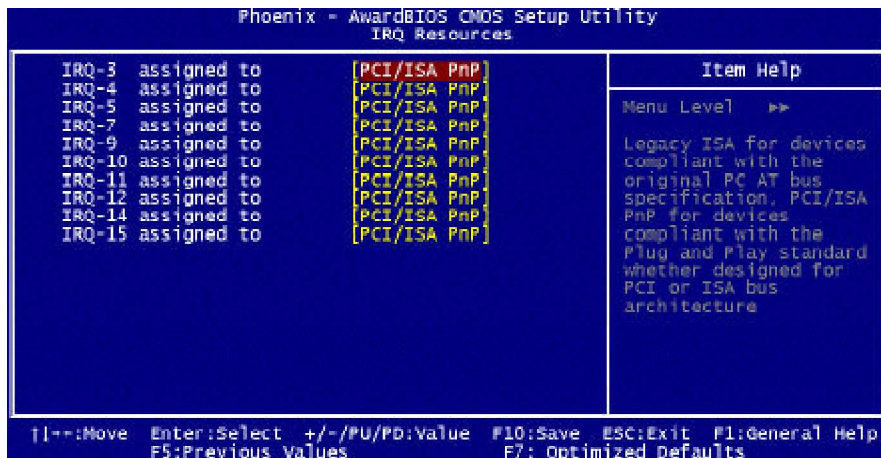 Phoenix - AwardBIOS CMOS Setup Utility
IRQ Resources
IRQ-3 assigned to [PCI/ISA PnP]
IRQ-4 assigned to [PCI/ISA PnP]
IRQ-5 assigned to [PCI/ISA PnP]
IRQ-7 assigned to [PCI/ISA PnP]
IRQ-9 assigned to [PCI/ISA PnP]
IRQ-10 assigned to [PCI/ISA PnP]
IRQ-11 assigned to [PCI/ISA PnP]
IRQ-12 assigned to [PCI/ISA PnP]
IRQ-14 assigned to [PCI/ISA PnP]
IRQ-15 assigned to [PCI/ISA PnP]
Item Help
Menu Level ▶▶
Legacy ISA for devices
compliant with the
original PC AT bus
specification, PCI/ISA
PnP for devices
compliant with the
Plug and Play standard
whether designed for
PCI or ISA bus
architecture
↑↓→←:Move Enter:Select +/-/PU/PD:Value F10:Save ESC:Exit F1:General Help
F5:Previous Values F7: Optimized Defaults